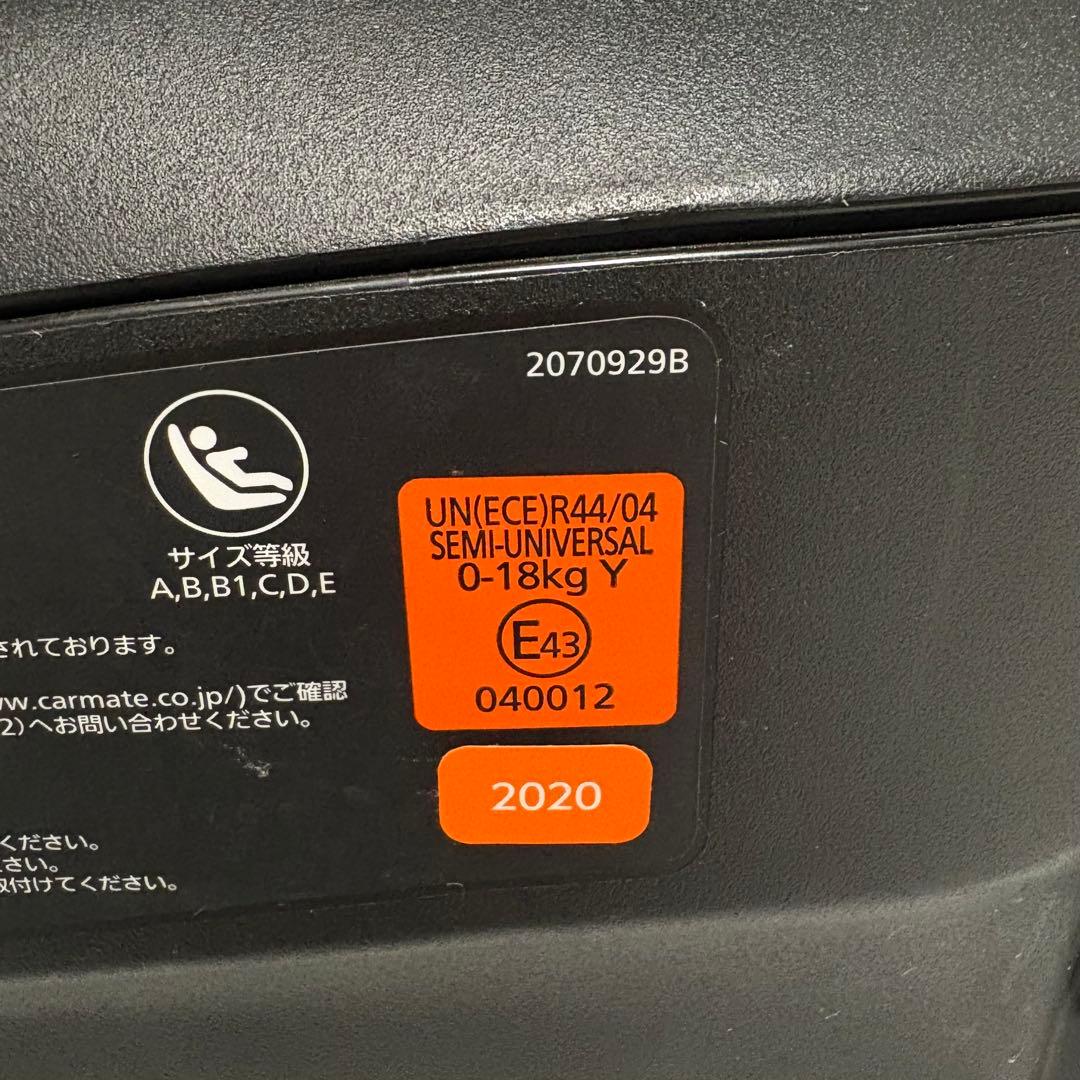 2070929B
サイズ等級
A,B,B1,C,D,E
UN(ECE)R44/04
SEMI-UNIVERSAL
0-18kg Y
E43
040012
2020
されております。
ww.carmate.co.jp/)でご確認
2)へお問い合わせください。
ください。
ださい。
取付けてください。